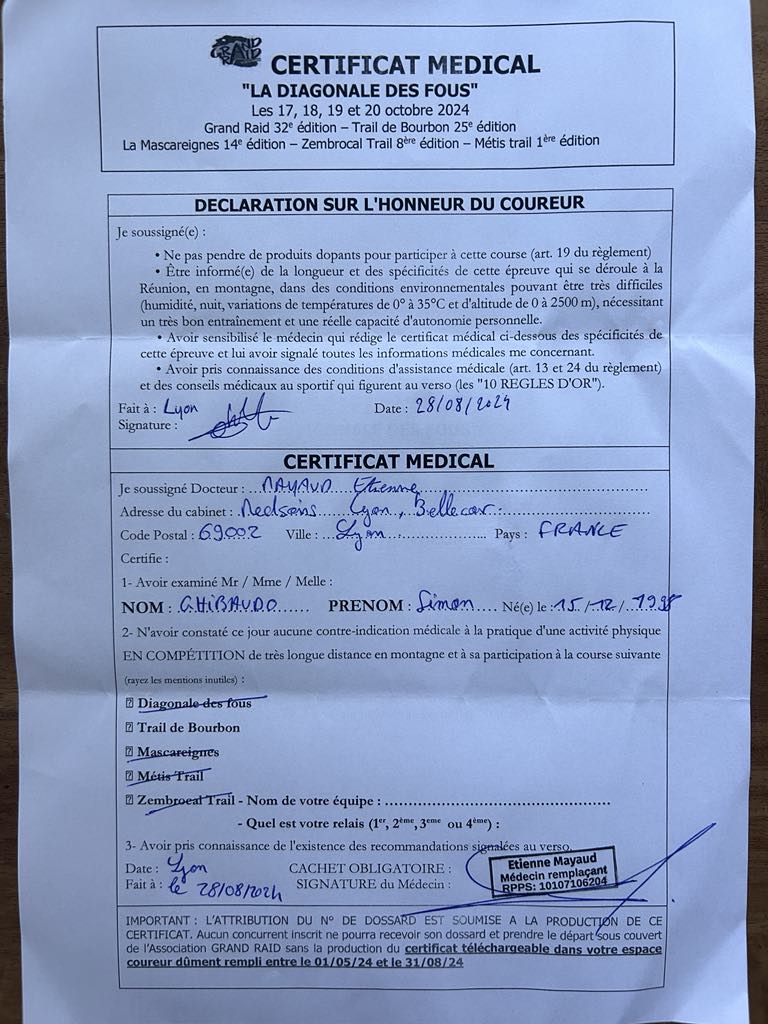 GRAND RAID
CERTIFICAT MEDICAL
"LA DIAGONALE DES FOUS"
Les 17, 18, 19 et 20 octobre 2024
Grand Raid 32e édition – Trail de Bourbon 25e édition
La Mascareignes 14e édition – Zembrocal Trail 8ère édition – Métis trail 1ère édition
DECLARATION SUR L'HONNEUR DU COUREUR
Je soussigné(e) :
• Ne pas pendre de produits dopants pour participer à cette course (art. 19 du règlement)
• Être informé(e) de la longueur et des spécificités de cette épreuve qui se déroule à la
Réunion, en montagne, dans des conditions environnementales pouvant être très difficiles
(humidité, nuit, variations de températures de 0° à 35°C et d'altitude de 0 à 2500 m), nécessitant
un très bon entraînement et une réelle capacité d'autonomie personnelle.
• Avoir sensibilisé le médecin qui rédige le certificat médical ci-dessous des spécificités de
cette épreuve et lui avoir signalé toutes les informations médicales me concernant.
• Avoir pris connaissance des conditions d'assistance médicale (art. 13 et 24 du règlement)
et des conseils médicaux au sportif qui figurent au verso (les "10 REGLES D'OR").
Fait à : Lyon Date : 28/08/2024
Signature :
CERTIFICAT MEDICAL
Je soussigné Docteur : MAYAUD Etienne
Adresse du cabinet : Medsoins Lyon, Bellecour
Code Postal : 69002 Ville : Lyon Pays : FRANCE
Certifie :
1- Avoir examiné Mr / Mme / Melle :
NOM : GHIBAUDO PRENOM : Simon Né(e) le : 15/12/1998
2- N'avoir constaté ce jour aucune contre-indication médicale à la pratique d'une activité physique
EN COMPÉTITION de très longue distance en montagne et à sa participation à la course suivante
(rayez les mentions inutiles) :
Diagonale des fous
Trail de Bourbon
Mascareignes
Métis Trail
Zembrocal Trail - Nom de votre équipe : ......................................................
- Quel est votre relais (1er, 2ème, 3eme ou 4ème) :
3- Avoir pris connaissance de l'existence des recommandations signalées au verso.
Date : Lyon CACHET OBLIGATOIRE :
Fait à : le 28/08/2024 SIGNATURE du Médecin :
Etienne Mayaud
Médecin remplaçant
RPPS: 10107106204
IMPORTANT : L'ATTRIBUTION DU N° DE DOSSARD EST SOUMISE A LA PRODUCTION DE CE
CERTIFICAT. Aucun concurrent inscrit ne pourra recevoir son dossard et prendre le départ sous couvert
de l'Association GRAND RAID sans la production du certificat téléchargeable dans votre espace
coureur dûment rempli entre le 01/05/24 et le 31/08/24